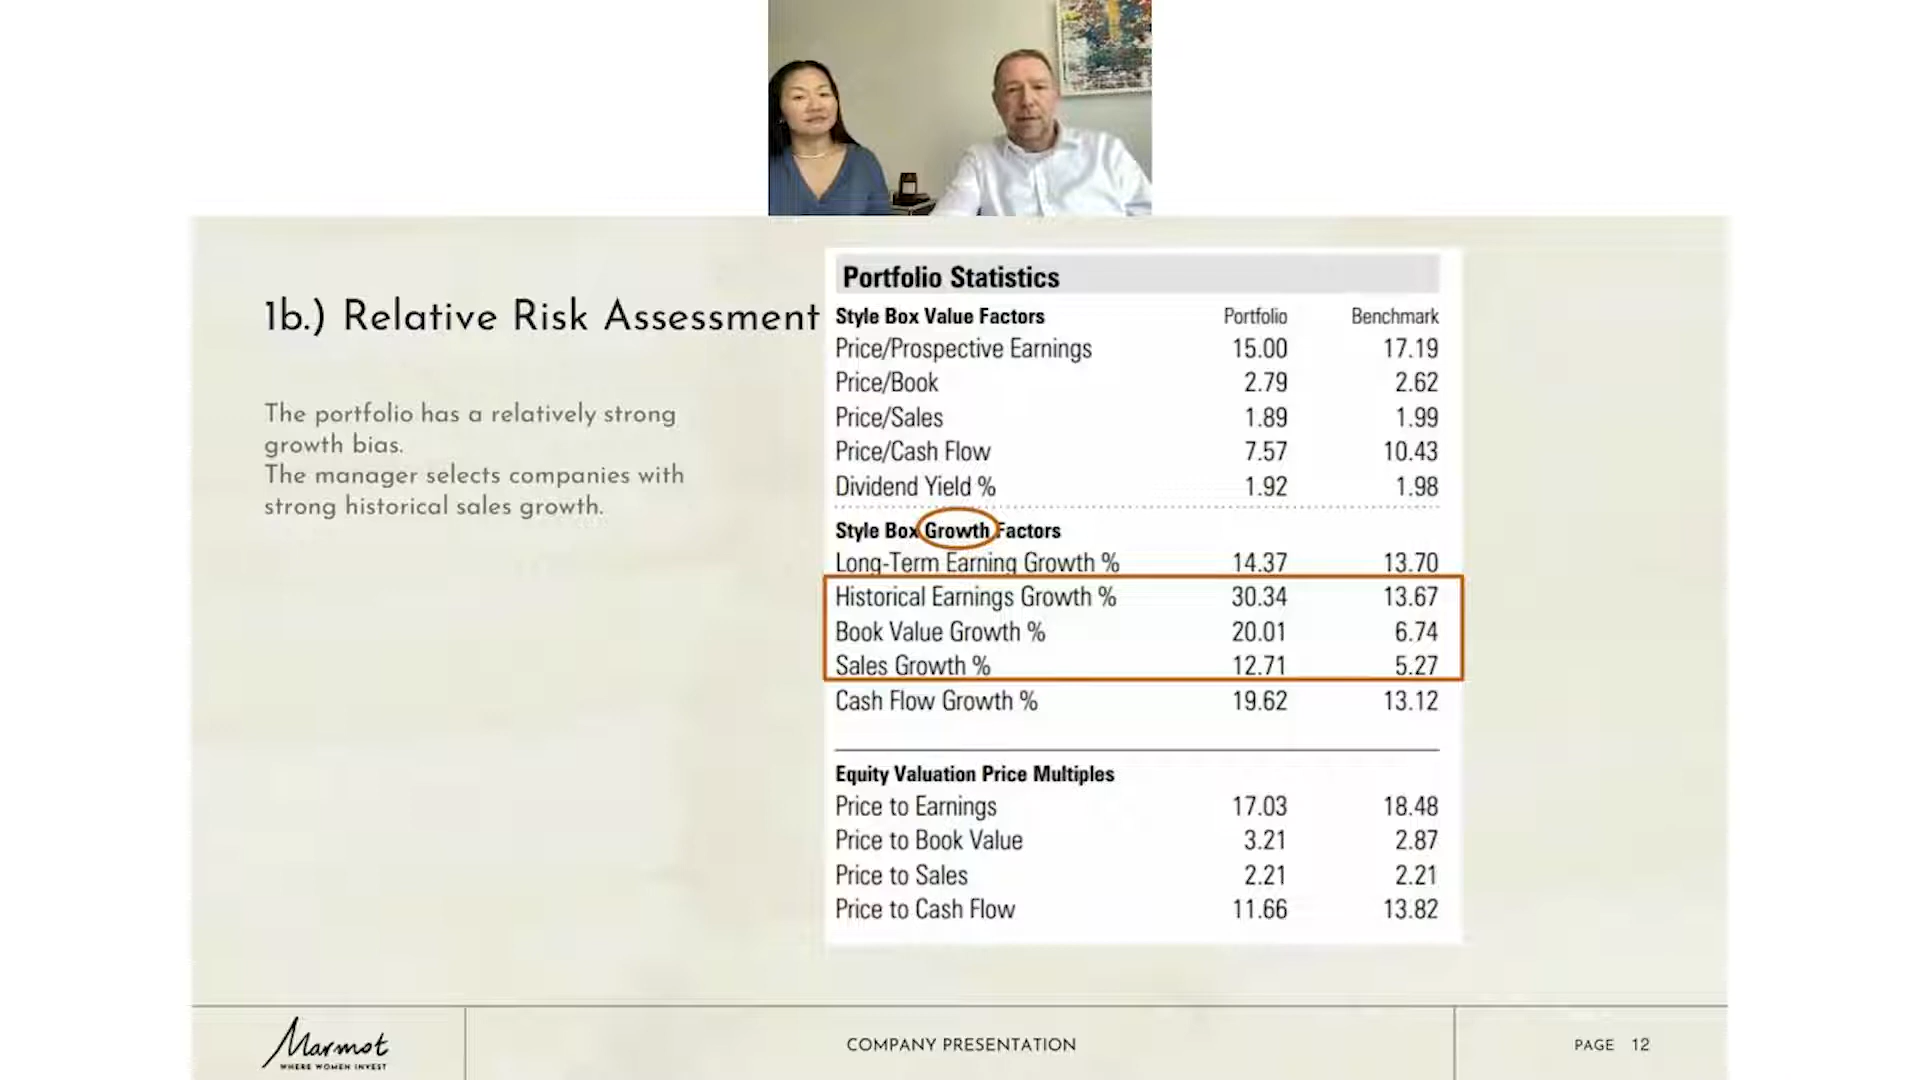 1b.) Relative Risk Assessment
The portfolio has a relatively strong
growth bias.
The manager selects companies with
strong historical sales growth.
Portfolio Statistics
Style Box Value Factors Portfolio Benchmark
Price/Prospective Earnings 15.00 17.19
Price/Book 2.79 2.62
Price/Sales 1.89 1.99
Price/Cash Flow 7.57 10.43
Dividend Yield % 1.92 1.98
Style Box Growth Factors
Long-Term Earning Growth % 14.37 13.70
Historical Earnings Growth % 30.34 13.67
Book Value Growth % 20.01 6.74
Sales Growth % 12.71 5.27
Cash Flow Growth % 19.62 13.12
Equity Valuation Price Multiples
Price to Earnings 17.03 18.48
Price to Book Value 3.21 2.87
Price to Sales 2.21 2.21
Price to Cash Flow 11.66 13.82
Marmot
WHERE WOMEN INVEST
COMPANY PRESENTATION
PAGE 12